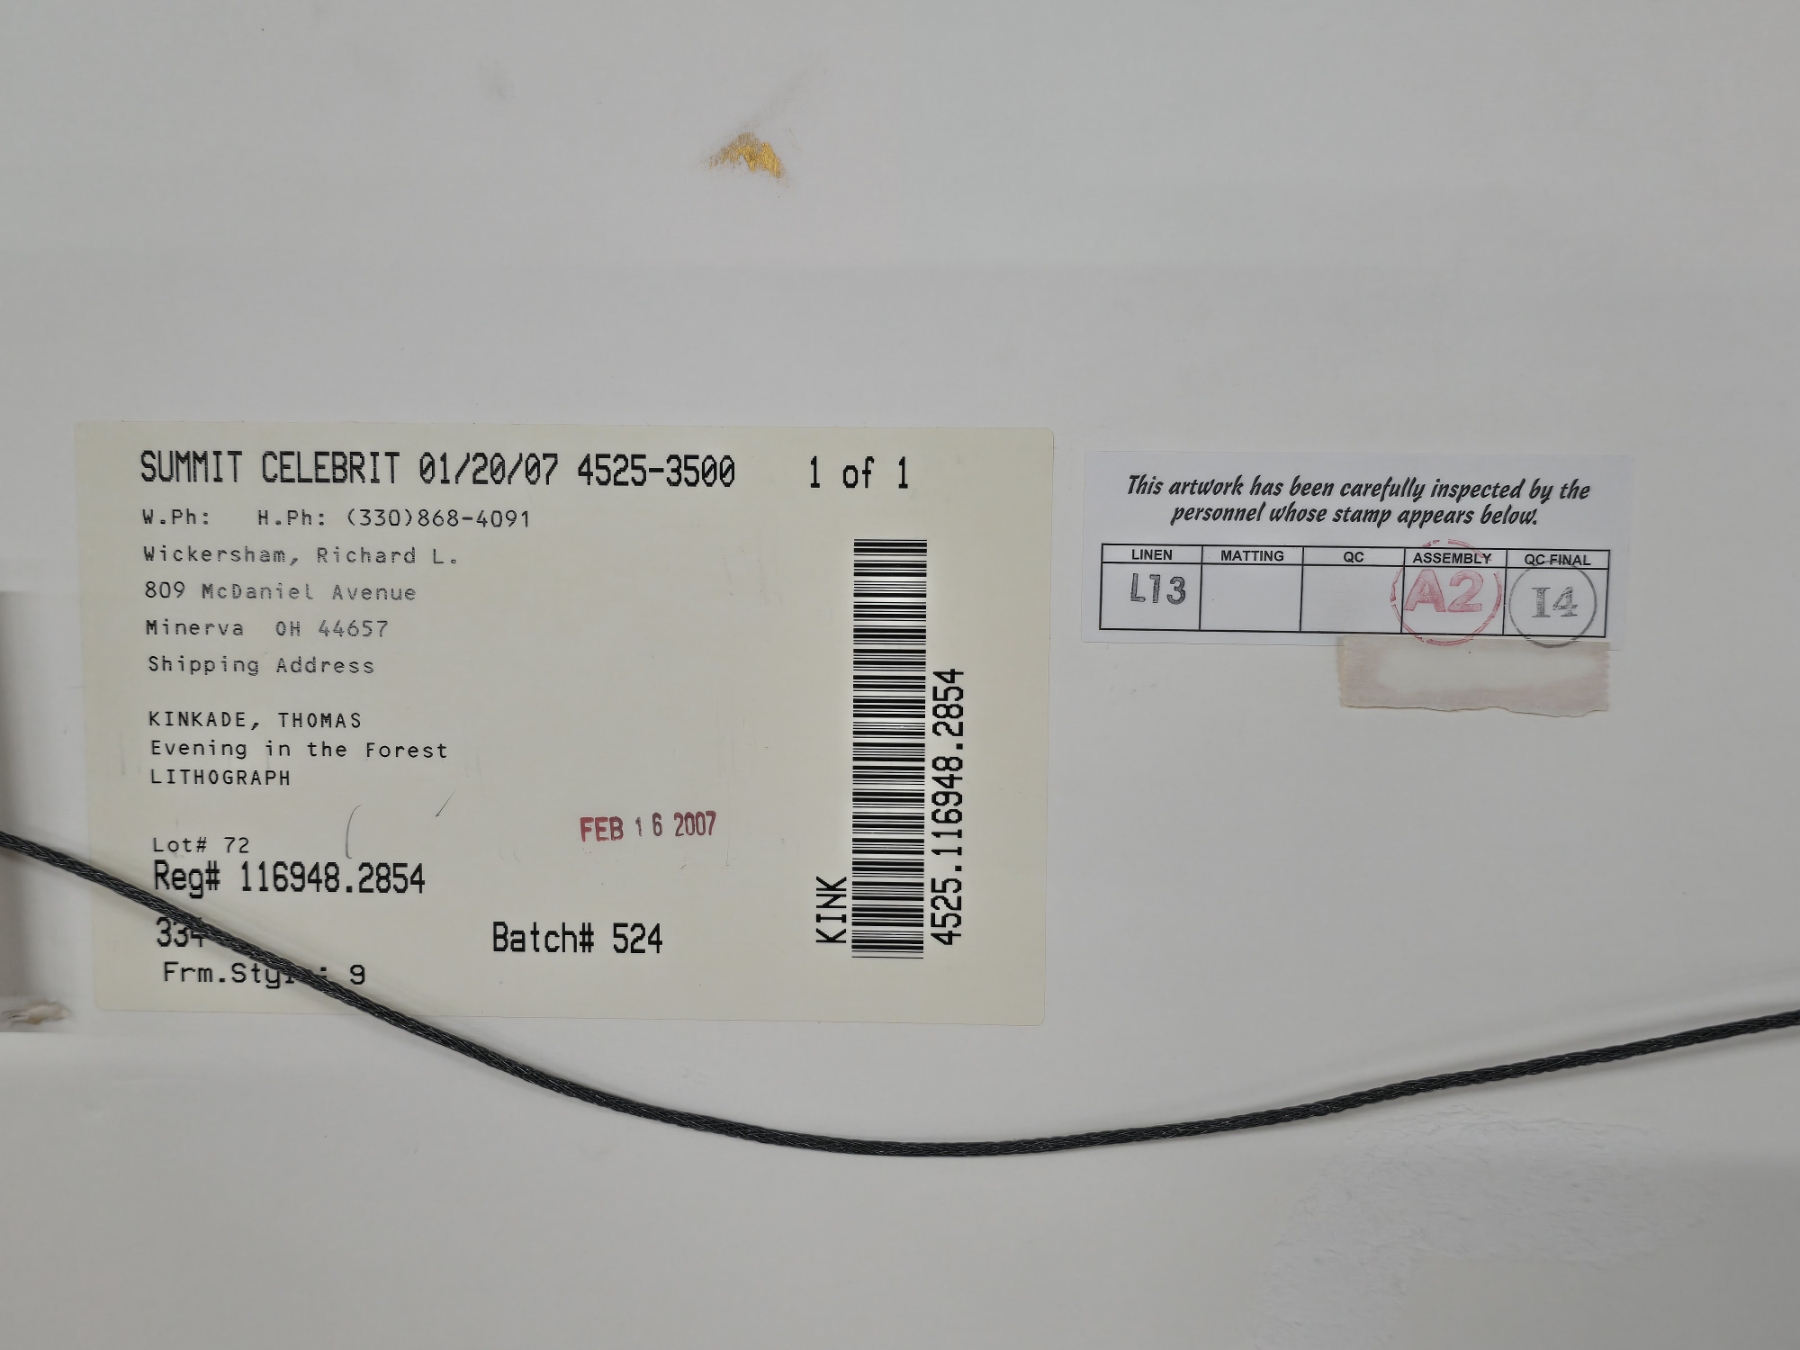 SUMMIT CELEBRIT 01/20/07 4525-3500 1 of 1
W.Ph: H.Ph: (330)868-4091
Wickersham, Richard L.
809 McDaniel Avenue
Minerva OH 44657
Shipping Address
KINKADE, THOMAS
Evening in the Forest
LITHOGRAPH
FEB 16 2007
Lot# 72
Reg# 116948.2854
Batch# 524
9
KINK
4525.116948.2854
This artwork has been carefully inspected by the
personnel whose stamp appears below.
LINEN MATTING QC ASSEMBLY QC FINAL
L13 A2 I4